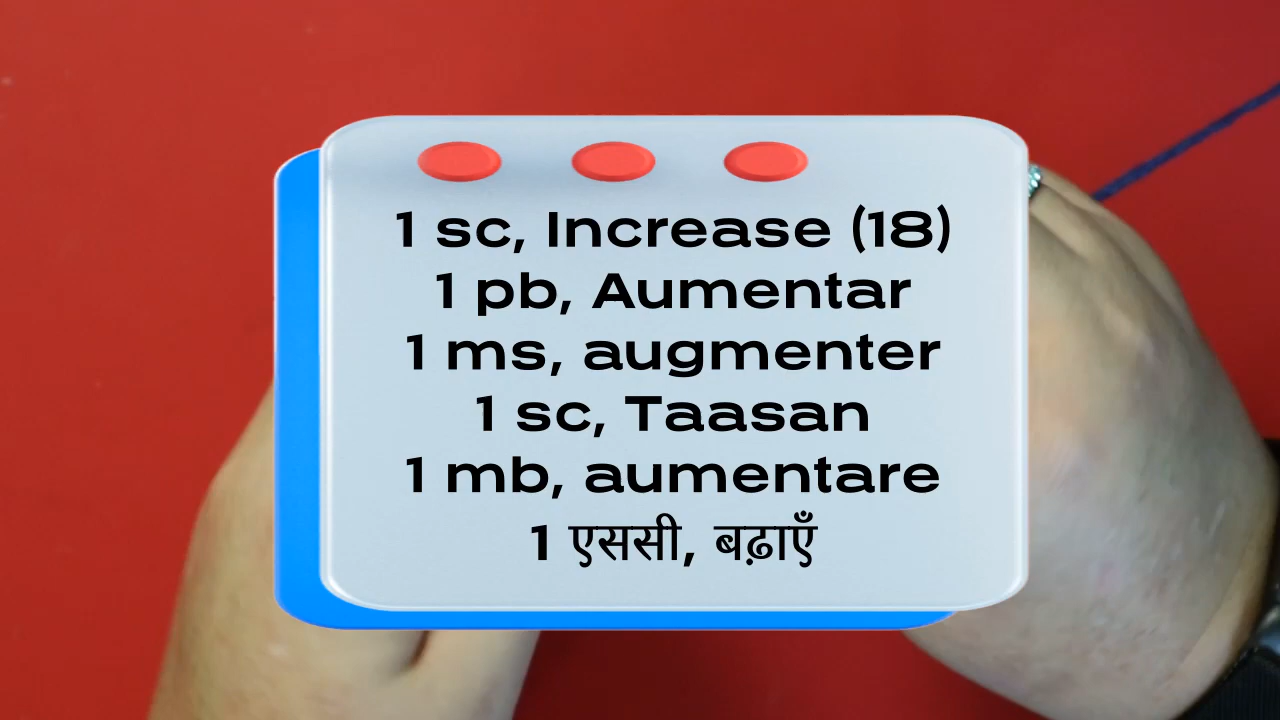 1 sc, Increase (18)
1 pb, Aumentar
1 ms, augmenter
1 sc, Taasan
1 mb, aumentare
1 एससी, बढ़ाएँ